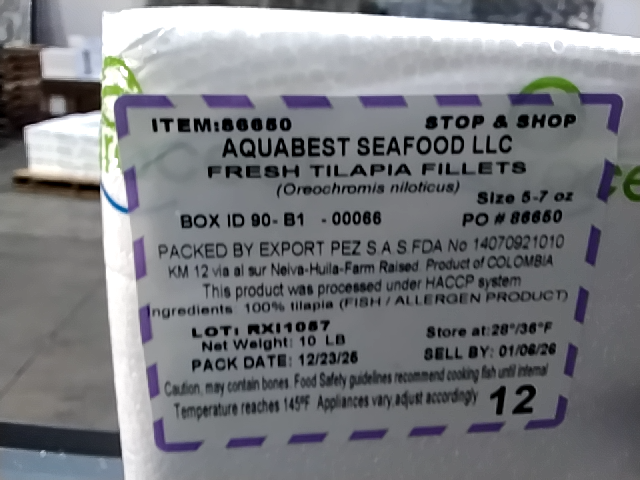 ITEM:86650 STOP & SHOP
AQUABEST SEAFOOD LLC
FRESH TILAPIA FILLETS
(Oreochromis niloticus)
Size 5-7 oz
BOX ID 90- B1 - 00066 PO # 86650
PACKED BY EXPORT PEZ S.A.S FDA No 14070921010
KM 12 via al sur Neiva-Huila-Farm Raised. Product of COLOMBIA
This product was processed under HACCP system
Ingredients 100% tilapia (FISH / ALLERGEN PRODUCT)
LOT: RXI1057 Store at: 28°/36°F
Net Weight: 10 LB
PACK DATE: 12/23/25 SELL BY: 01/06/26
Caution, may contain bones. Food Safety guidelines recommend cooking fish until internal
Temperature reaches 145°F Appliances vary, adjust accordingly 12